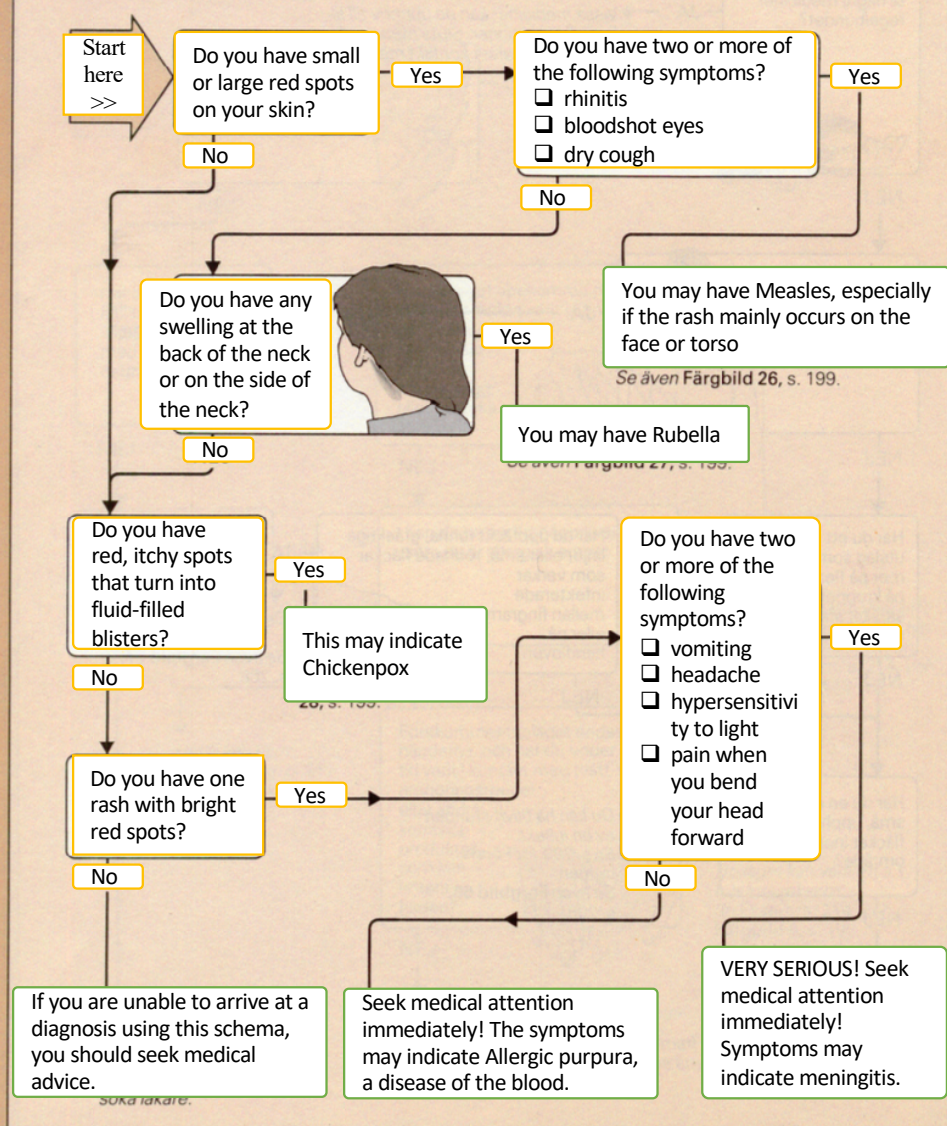 Start
here
>>
Do you have small
or large red spots
on your skin?
Yes
Do you have two or more of
the following symptoms?
❑ rhinitis
❑ bloodshot eyes
❑ dry cough
Yes
No
No
Do you have any
swelling at the
back of the neck
or on the side of
the neck?
Yes
You may have Measles, especially
if the rash mainly occurs on the
face or torso
Se även Färgbild 26, s. 199.
You may have Rubella
Se även Färgbild 27, s. 199.
No
Do you have
red, itchy spots
that turn into
fluid-filled
blisters?
Yes
This may indicate
Chickenpox
28, s. 199.
No
Do you have two
or more of the
following
symptoms?
❑ vomiting
❑ headache
❑ hypersensitivi
ty to light
❑ pain when
you bend
your head
forward
Yes
Do you have one
rash with bright
red spots?
Yes
No
No
If you are unable to arrive at a
diagnosis using this schema,
you should seek medical
advice.
söka läkare.
Seek medical attention
immediately! The symptoms
may indicate Allergic purpura,
a disease of the blood.
VERY SERIOUS! Seek
medical attention
immediately!
Symptoms may
indicate meningitis.